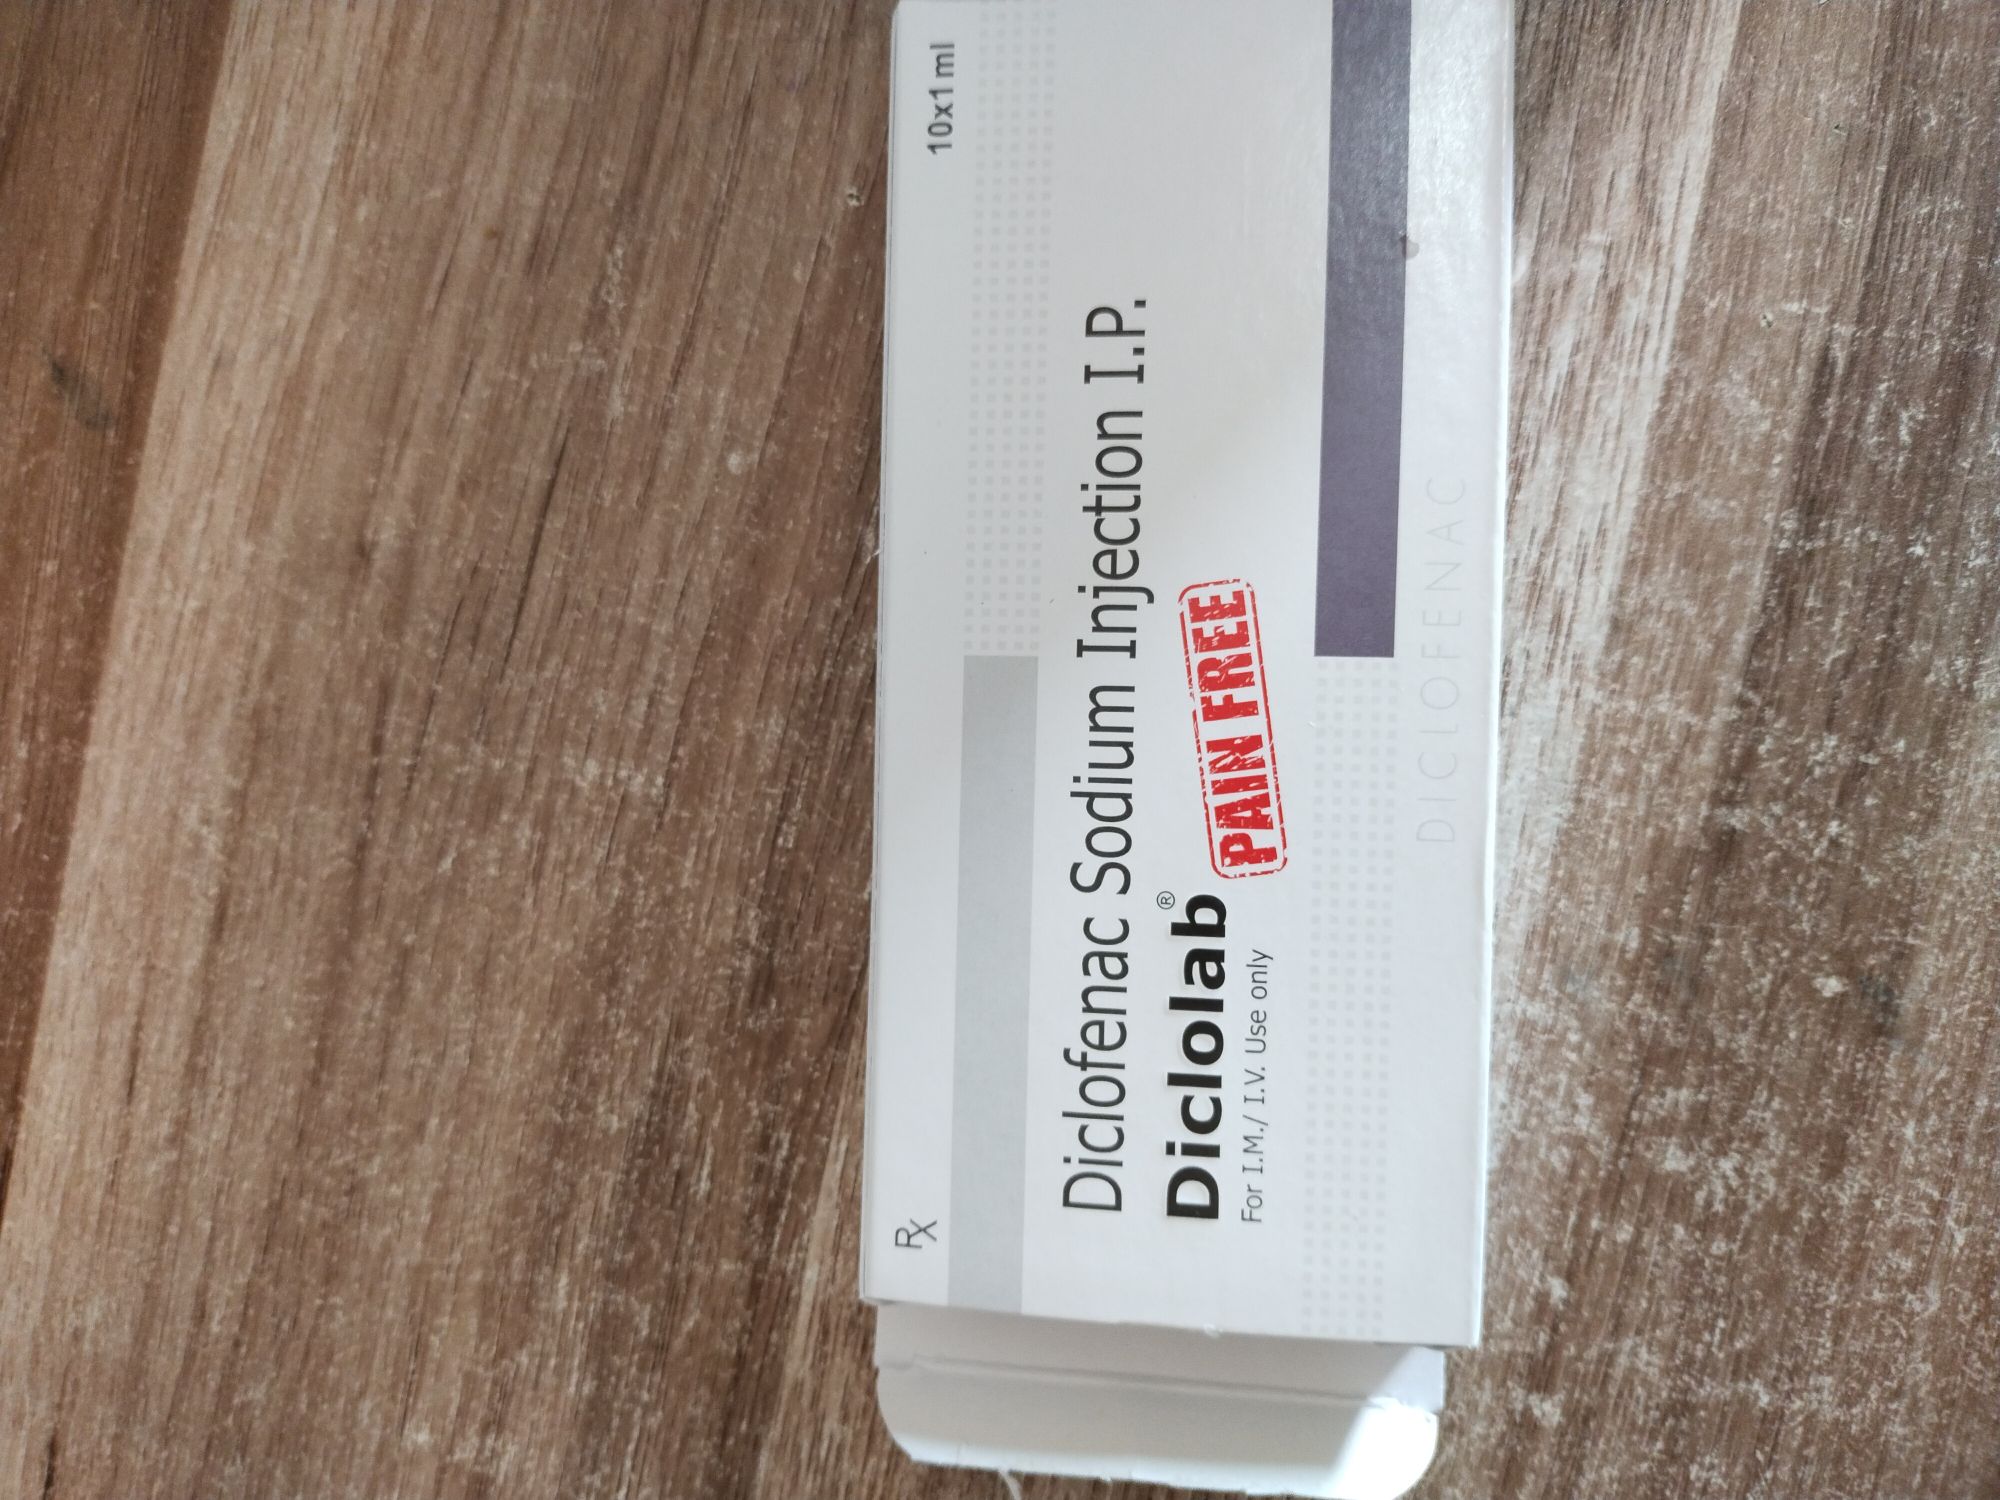 Rx
10x1 ml
Diclofenac Sodium Injection I.P.
Diclolab® PAIN FREE
For I.M./ I.V. Use only
DICLOFENAC